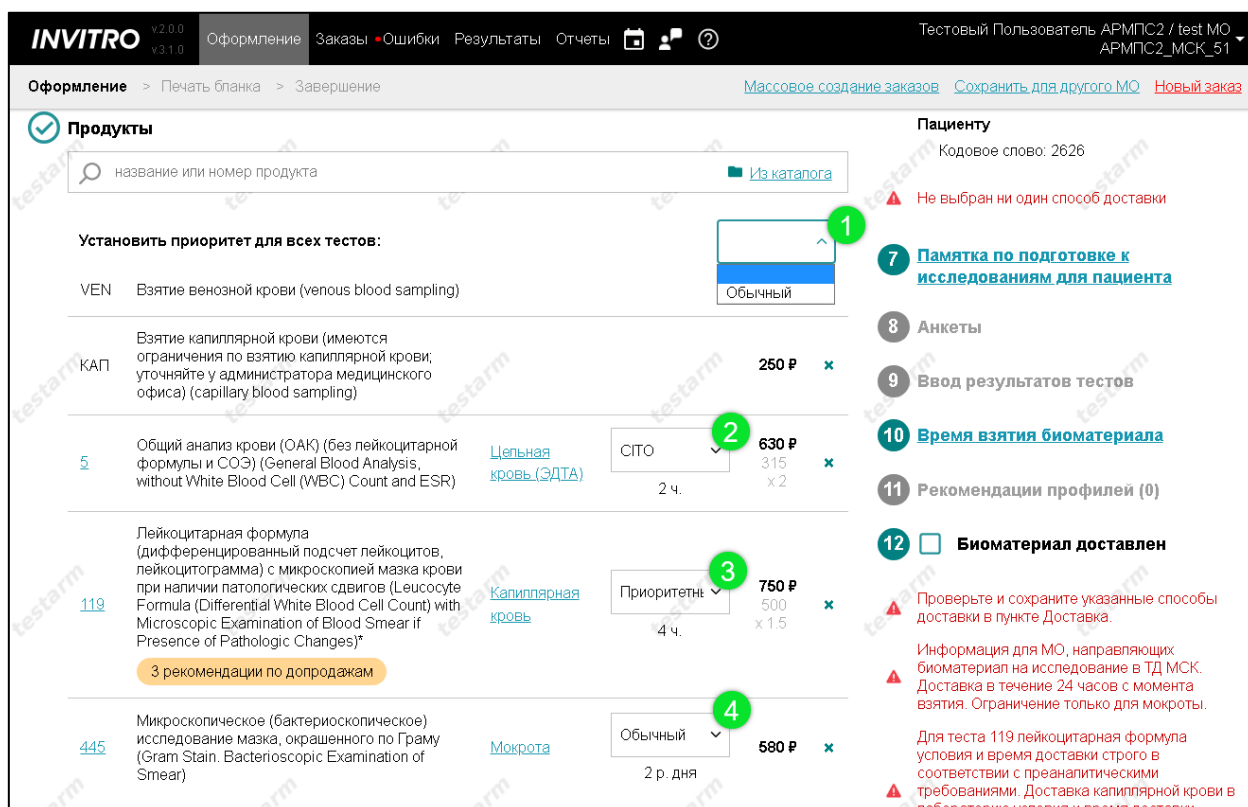 INVITRO
v.2.0.0
v.3.1.0
Оформление Заказы Ошибки Результаты Отчеты
Тестовый Пользователь АРМПС2 / test МО
АРМПС2_МСК_51
Оформление > Печать бланка > Завершение
Массовое создание заказов Сохранить для другого МО Новый заказ
Продукты
название или номер продукта
Из каталога
Установить приоритет для всех тестов:
1
Обычный
VEN Взятие венозной крови (venous blood sampling)
КАП
Взятие капиллярной крови (имеются
ограничения по взятию капиллярной крови;
уточняйте у администратора медицинского
офиса) (capillary blood sampling)
250 ₽ ×
5
Общий анализ крови (ОАК) (без лейкоцитарной
формулы и СОЭ) (General Blood Analysis,
without White Blood Cell (WBC) Count and ESR)
Цельная
кровь (ЭДТА)
CITO
2
2 ч.
630 ₽
315
x 2
×
119
Лейкоцитарная формула
(дифференцированный подсчет лейкоцитов,
лейкоцитограмма) с микроскопией мазка крови
при наличии патологических сдвигов (Leucocyte
Formula (Differential White Blood Cell Count) with
Microscopic Examination of Blood Smear if
Presence of Pathologic Changes)*
3 рекомендации по допродажам
Капиллярная
кровь
Приоритетнь
3
4 ч.
750 ₽
500
x 1.5
×
445
Микроскопическое (бактериоскопическое)
исследование мазка, окрашенного по Граму
(Gram Stain. Bacterioscopic Examination of
Smear)
Мокрота
Обычный
4
2 р. дня
580 ₽ ×
Пациенту
Кодовое слово: 2626
Не выбран ни один способ доставки
7 Памятка по подготовке к
исследованиям для пациента
8 Анкеты
9 Ввод результатов тестов
10 Время взятия биоматериала
11 Рекомендации профилей (0)
12 Биоматериал доставлен
Проверьте и сохраните указанные способы
доставки в пункте Доставка.
Информация для МО, направляющих
биоматериал на исследование в ТД МСК.
Доставка в течение 24 часов с момента
взятия. Ограничение только для мокроты.
Для теста 119 лейкоцитарная формула
условия и время доставки строго в
соответствии с преаналитическими
требованиями. Доставка капиллярной крови в
testarm